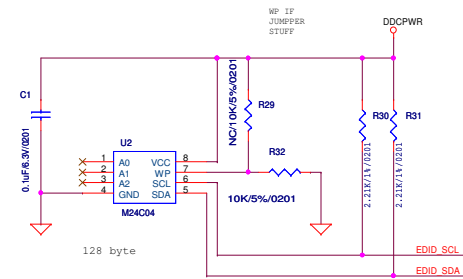 WP IF
JUMPPER
STUFF
DDCPWR
C1
0.1uF/6.3V/0201
NC/10K/5%/0201
R29
R30
R31
2.21K/1%/0201
2.21K/1%/0201
U2
R32
1 A0 VCC 8
2 A1 WP 7
3 A2 SCL 6
4 GND SDA 5
M24C04
10K/5%/0201
128 byte
EDID_SCL
EDID_SDA